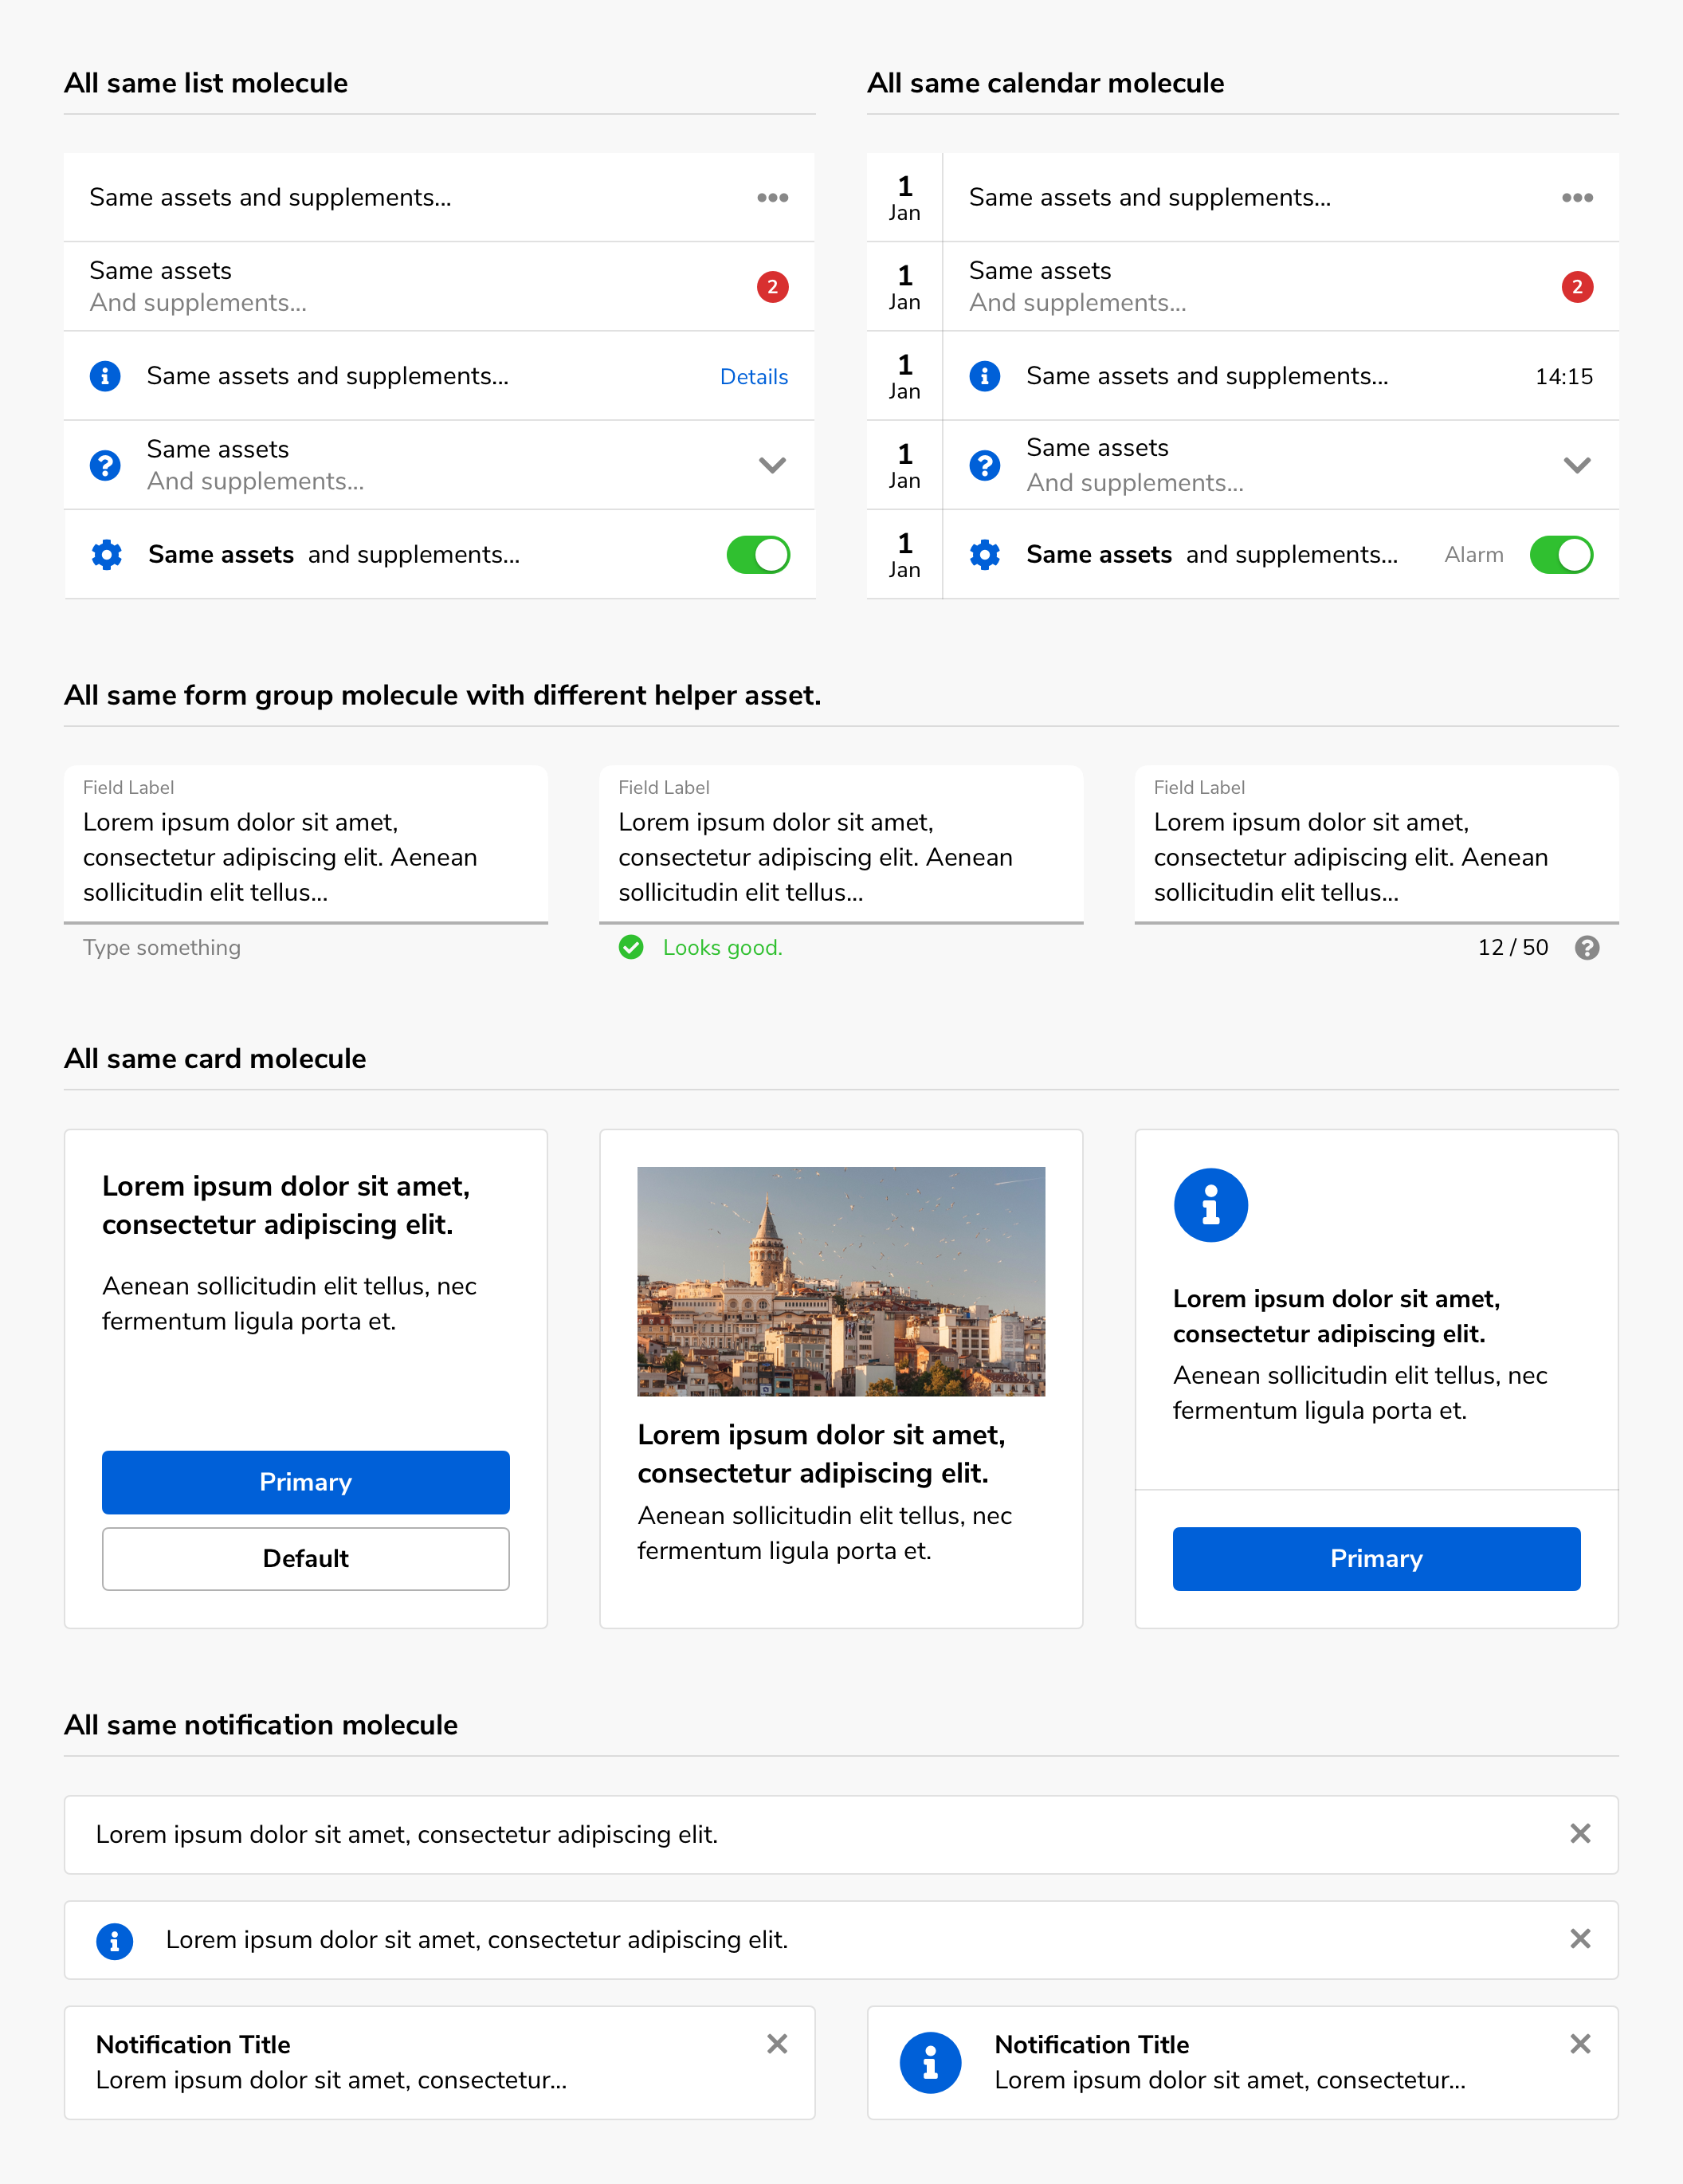 All same list molecule
Same assets and supplements...
Same assets
And supplements...
2
Same assets and supplements...
Details
Same assets
And supplements...
Same assets and supplements...
All same calendar molecule
1
Jan
Same assets and supplements...
1
Jan
Same assets
And supplements...
2
1
Jan
Same assets and supplements...
14:15
1
Jan
Same assets
And supplements...
1
Jan
Same assets and supplements...
Alarm
All same form group molecule with different helper asset.
Field Label
Lorem ipsum dolor sit amet,
consectetur adipiscing elit. Aenean
sollicitudin elit tellus...
Type something
Field Label
Lorem ipsum dolor sit amet,
consectetur adipiscing elit. Aenean
sollicitudin elit tellus...
Looks good.
Field Label
Lorem ipsum dolor sit amet,
consectetur adipiscing elit. Aenean
sollicitudin elit tellus...
12 / 50
All same card molecule
Lorem ipsum dolor sit amet,
consectetur adipiscing elit.
Aenean sollicitudin elit tellus, nec
fermentum ligula porta et.
Primary
Default
Lorem ipsum dolor sit amet,
consectetur adipiscing elit.
Aenean sollicitudin elit tellus, nec
fermentum ligula porta et.
Lorem ipsum dolor sit amet,
consectetur adipiscing elit.
Aenean sollicitudin elit tellus, nec
fermentum ligula porta et.
Primary
All same notification molecule
Lorem ipsum dolor sit amet, consectetur adipiscing elit.
Lorem ipsum dolor sit amet, consectetur adipiscing elit.
Notification Title
Lorem ipsum dolor sit amet, consectetur...
Notification Title
Lorem ipsum dolor sit amet, consectetur...